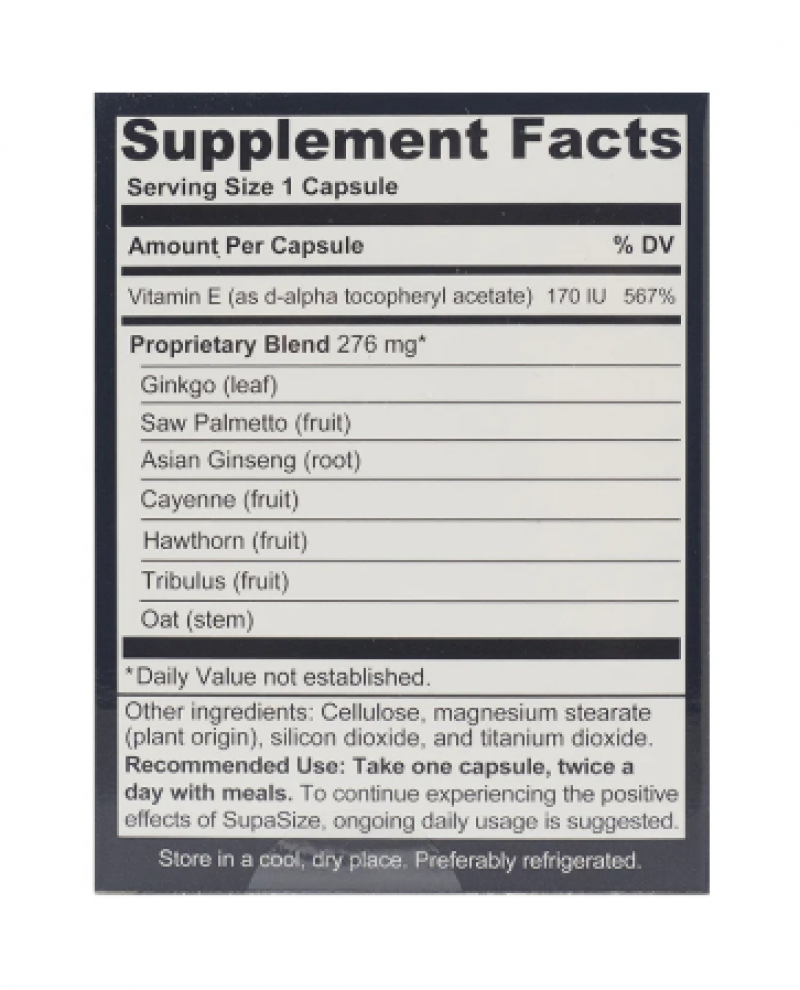 Supplement Facts
Serving Size 1 Capsule
Amount Per Capsule % DV
Vitamin E (as d-alpha tocopheryl acetate) 170 IU 567%
Proprietary Blend 276 mg*
Ginkgo (leaf)
Saw Palmetto (fruit)
Asian Ginseng (root)
Cayenne (fruit)
Hawthorn (fruit)
Tribulus (fruit)
Oat (stem)
*Daily Value not established.
Other ingredients: Cellulose, magnesium stearate
(plant origin), silicon dioxide, and titanium dioxide.
Recommended Use: Take one capsule, twice a
day with meals. To continue experiencing the positive
effects of SupaSize, ongoing daily usage is suggested.
Store in a cool, dry place. Preferably refrigerated.